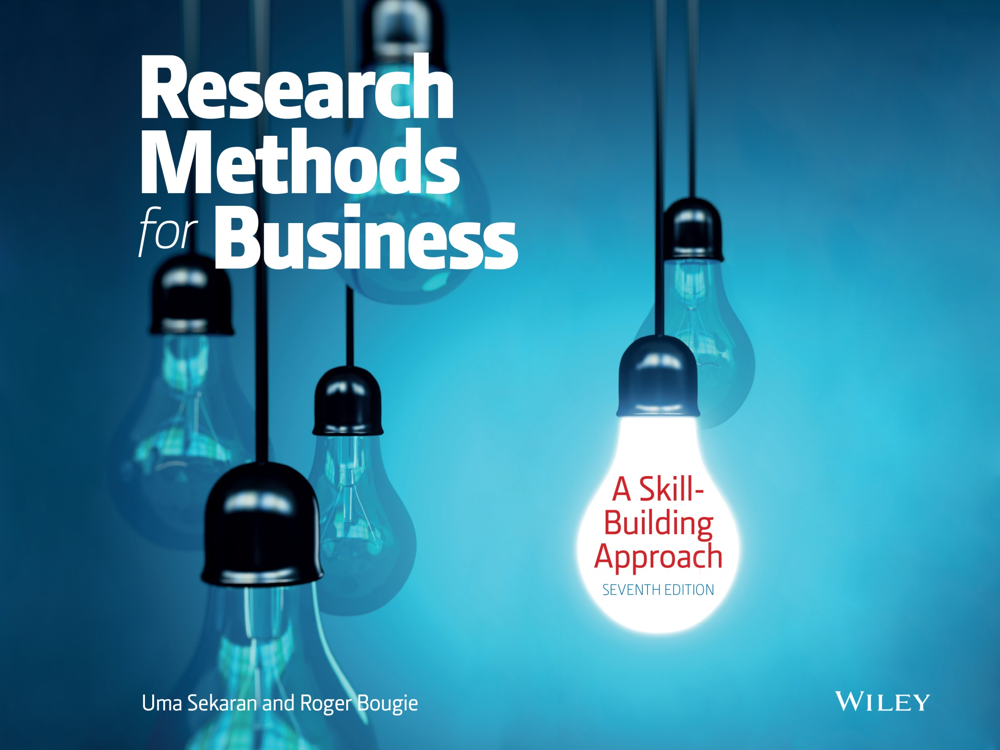 Research
Methods
for Business
A Skill-
Building
Approach
SEVENTH EDITION
Uma Sekaran and Roger Bougie
WILEY